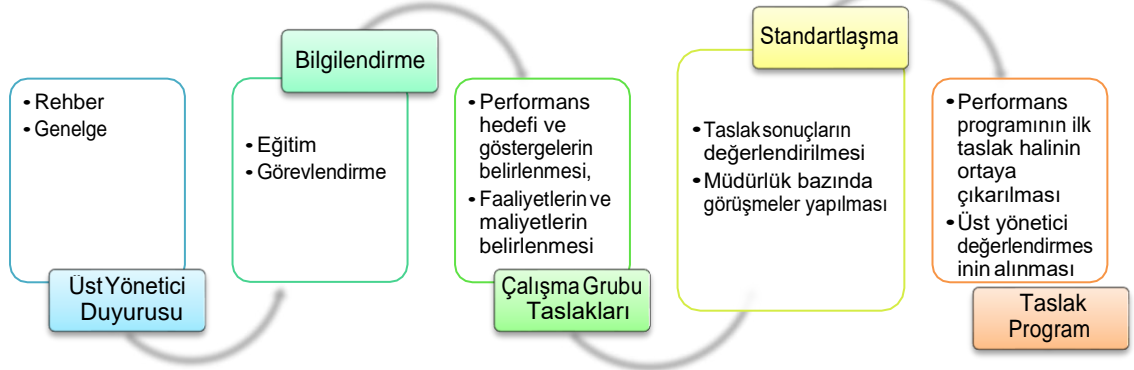 • Rehber
• Genelge
Üst Yönetici
Duyurusu
Bilgilendirme
• Eğitim
• Görevlendirme
• Performans
hedefi ve
göstergelerin
belirlenmesi,
• Faaliyetlerin ve
maliyetlerin
belirlenmesi
Çalışma Grubu
Taslakları
Standartlaşma
• Taslak sonuçların
değerlendirilmesi
• Müdürlük bazında
görüşmeler yapılması
• Performans
programının ilk
taslak halinin
ortaya
çıkarılması
• Üst yönetici
değerlendirmes
inin alınması
Taslak
Program